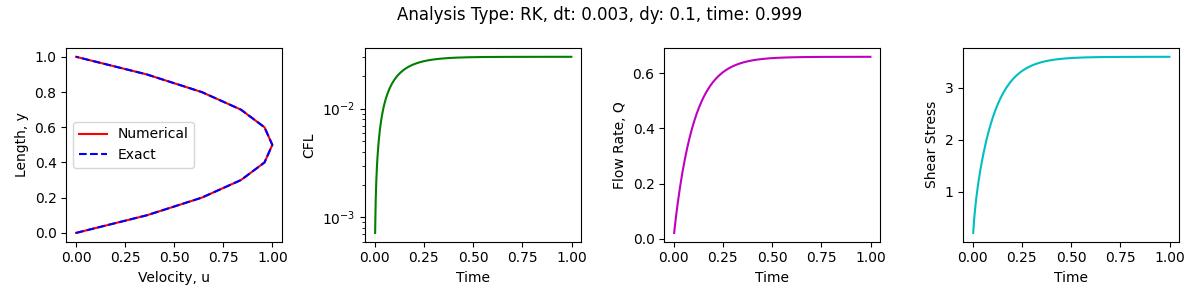 Analysis Type: RK, dt: 0.003, dy: 0.1, time: 0.999
1.0
0.8
0.6
0.4
0.2
0.0
Length, y
Numerical
Exact
0.00 0.25 0.50 0.75 1.00
Velocity, u
10⁻²
10⁻³
CFL
0.00 0.25 0.50 0.75 1.00
Time
0.6
0.4
0.2
0.0
Flow Rate, Q
0.00 0.25 0.50 0.75 1.00
Time
3
2
1
Shear Stress
0.00 0.25 0.50 0.75 1.00
Time